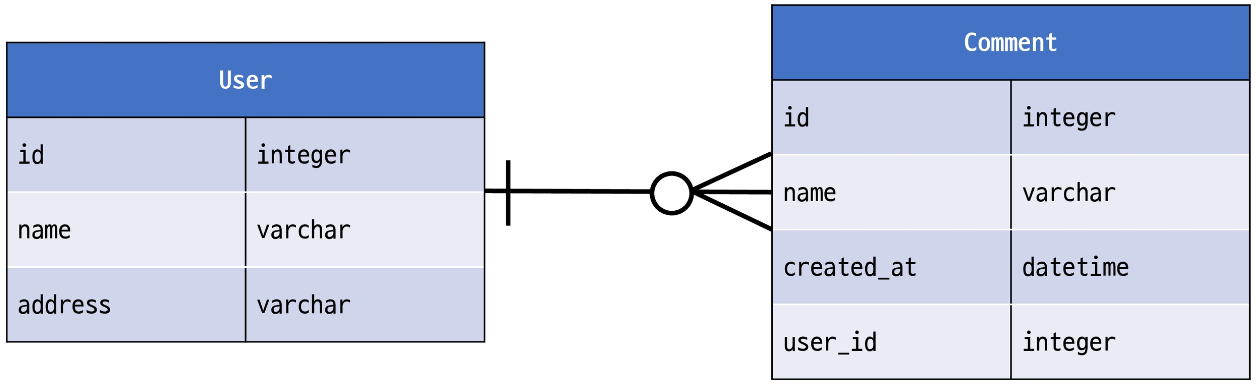 User
id integer
name varchar
address varchar
Comment
id integer
name varchar
created_at datetime
user_id integer